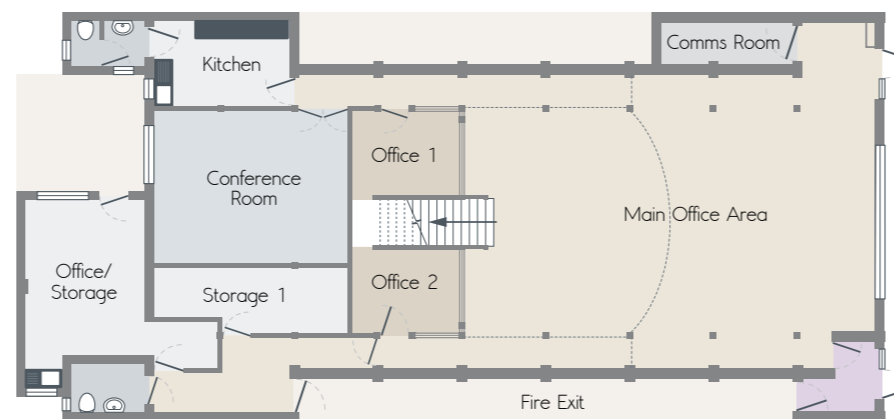 Comms Room
Kitchen
Office 1
Conference
Room
Main Office Area
Office/
Storage
Office 2
Storage 1
Fire Exit